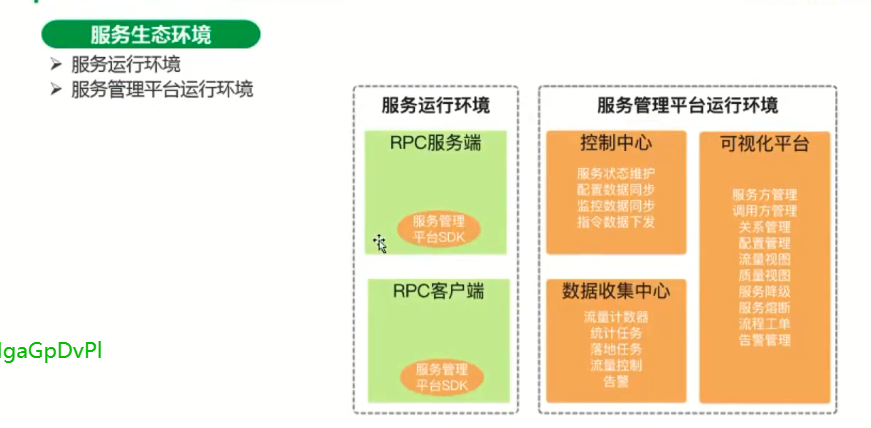 服务生态环境
服务运行环境
服务管理平台运行环境
服务运行环境
RPC服务端
服务管理
平台SDK
RPC客户端
服务管理
平台SDK
服务管理平台运行环境
控制中心
服务状态维护
配置数据同步
监控数据同步
指令数据下发
数据收集中心
流量计数器
统计任务
落地任务
流量控制
告警
可视化平台
服务方管理
调用方管理
关系管理
配置管理
流量视图
质量视图
服务降级
服务熔断
流程工单
告警管理